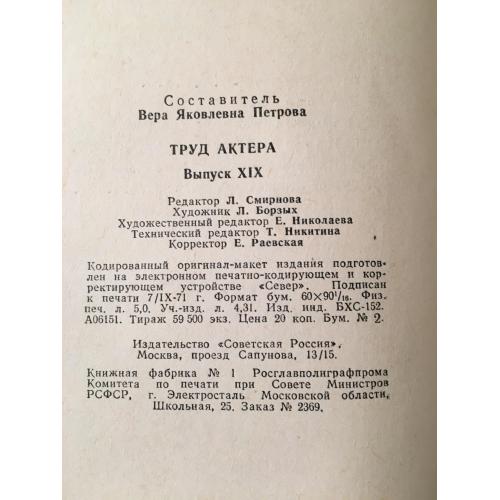 Составитель
Вера Яковлевна Петрова
ТРУД АКТЕРА
Выпуск XIX
Редактор Л. Смирнова
Художник Л. Борзых
Художественный редактор Е. Николаева
Технический редактор Т. Никитина
Корректор Е. Раевская
Кодированный оригинал-макет издания подготов-
лен на электронном печатно-кодирующем и кор-
ректирующем устройстве «Север». Подписан
к печати 7/IX-71 г. Формат бум. 60×90¹/₁₆. Физ.
печ. л. 5,0. Уч.-изд. л. 4,31. Изд. инд. БХС-152.
А06151. Тираж 59 500 экз. Цена 20 коп. Бум. № 2.
Издательство «Советская Россия».
Москва, проезд Сапунова, 13/15.
Книжная фабрика № 1 Росглавполиграфпрома
Комитета по печати при Совете Министров
РСФСР, г. Электросталь Московской области,
Школьная, 25. Заказ № 2369.